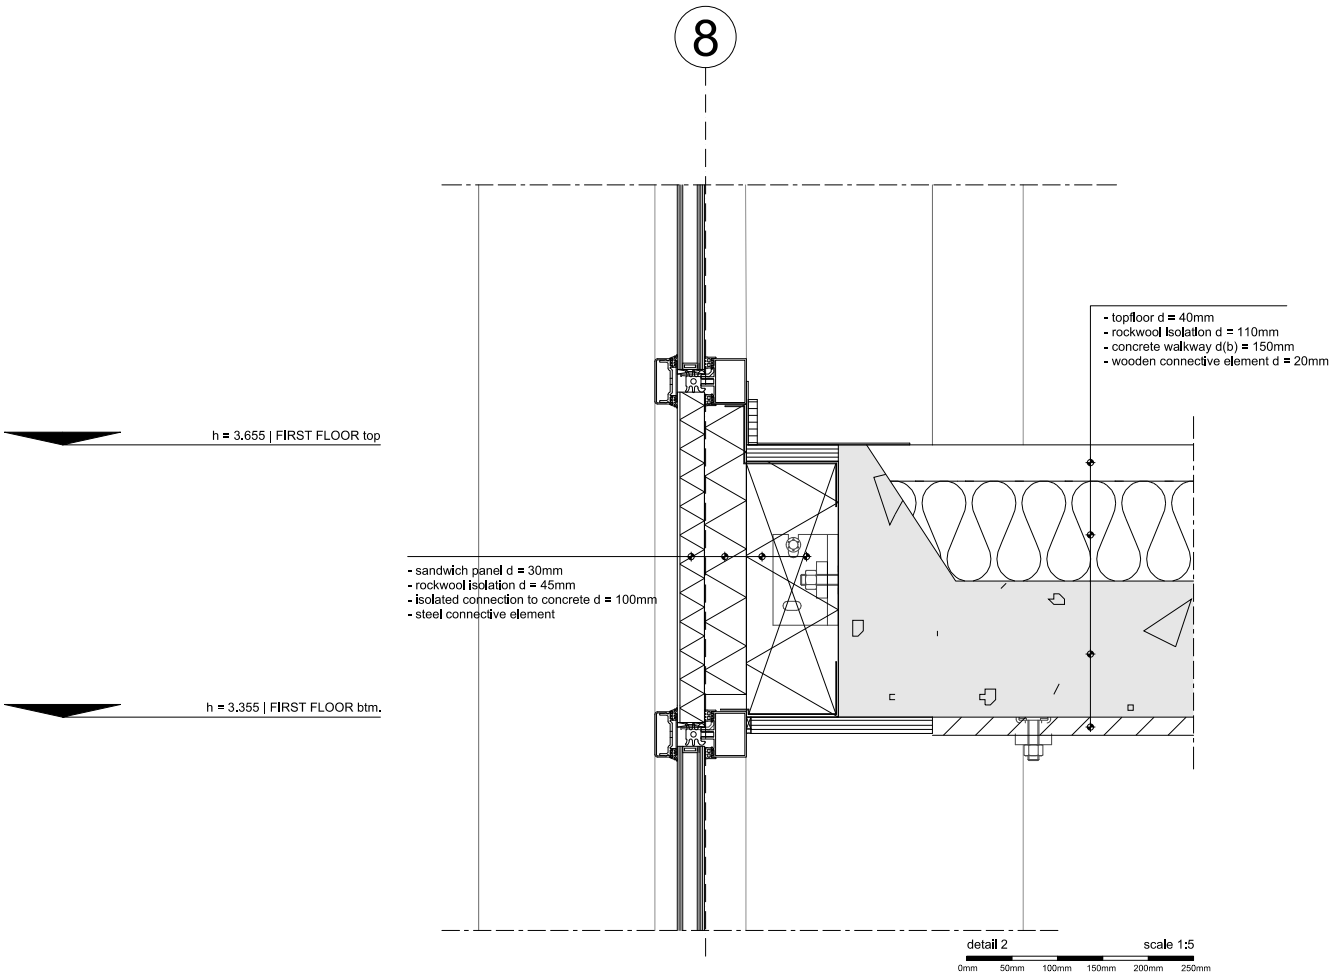 8
- topfloor d = 40mm
- rockwool isolation d = 110mm
- concrete walkway d(b) = 150mm
- wooden connective element d = 20mm
h = 3.655 | FIRST FLOOR top
- sandwich panel d = 30mm
- rockwool isolation d = 45mm
- isolated connection to concrete d = 100mm
- steel connective element
h = 3.355 | FIRST FLOOR btm.
detail 2 scale 1:5
0mm 50mm 100mm 150mm 200mm 250mm